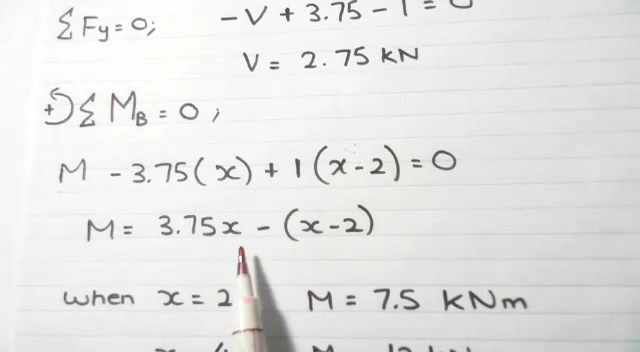 ΣFy = 0; -V + 3.75 - 1 = 0
V = 2.75 KN
+↺ΣM_B = 0;
M - 3.75(x) + 1(x-2) = 0
M = 3.75x - (x-2)
when x = 2 M = 7.5 KNm